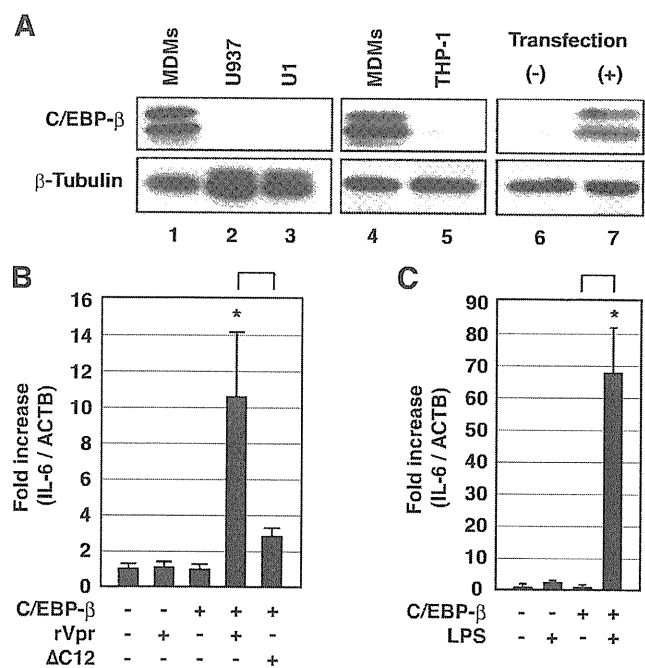 A
MDMs U937 U1 MDMs THP-1 Transfection
(-) (+)
C/EBP-β
β-Tubulin
1 2 3 4 5 6 7
B
Fold increase
(IL-6 / ACTB)
16
14
12
10
8
6
4
2
0
*
C/EBP-β - - + + +
rVpr - + - + -
ΔC12 - - - - +
C
Fold increase
(IL-6 / ACTB)
90
80
70
60
50
40
30
20
10
0
*
C/EBP-β - - + +
LPS - + - +